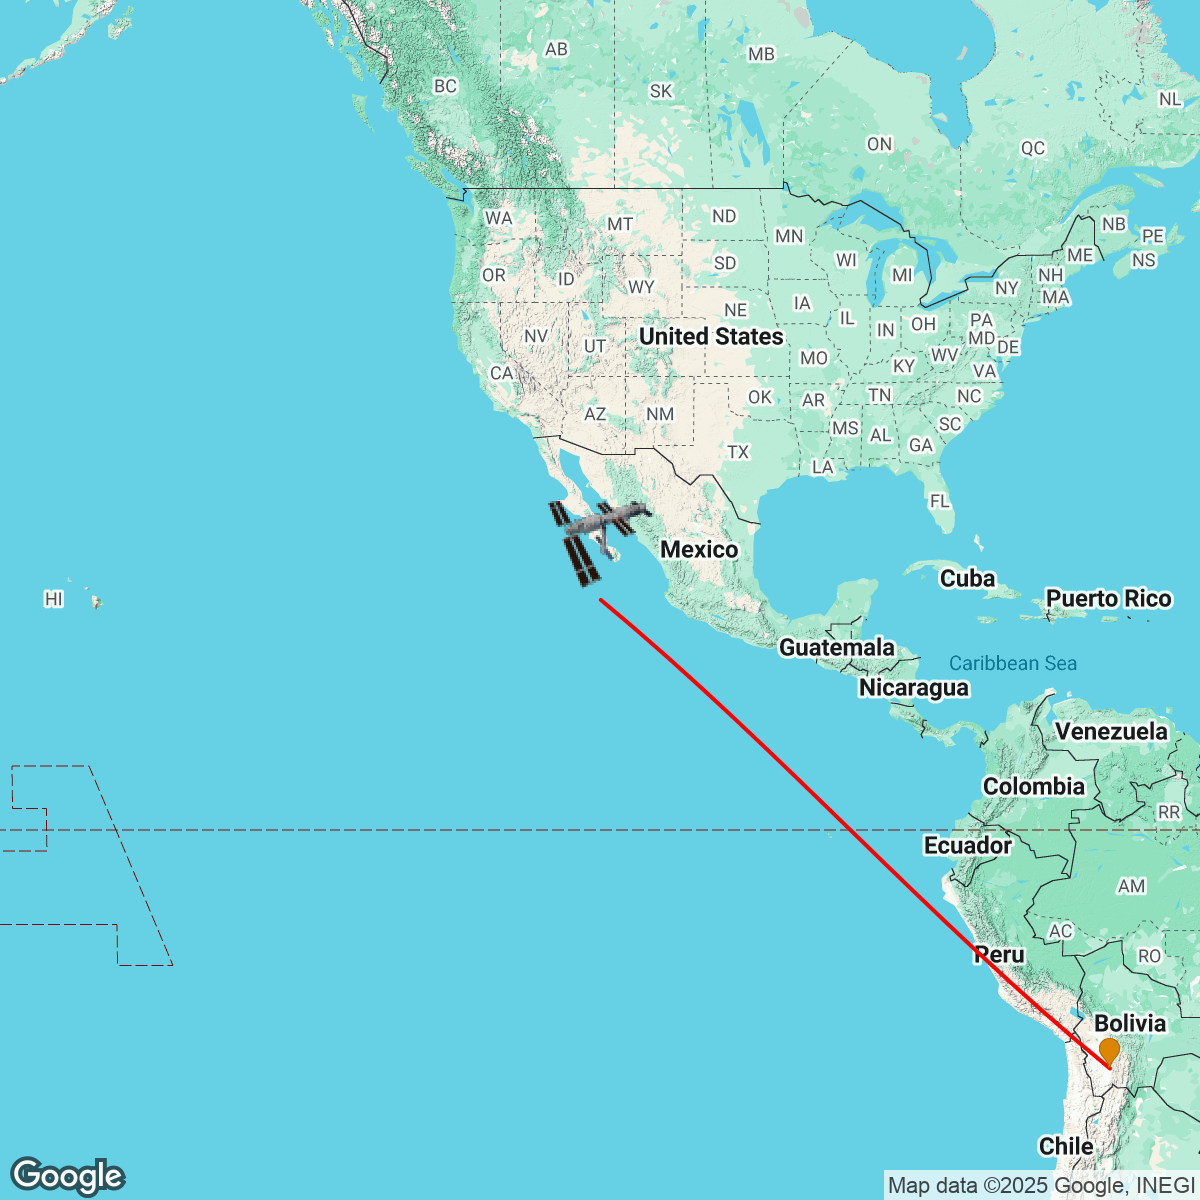 AB
MB
BC
SK
NL
ON
QC
WA
MT
ND
MN
NB
PE
OR
ID
SD
WI
MI
ME
NS
WY
NY
NH
MA
NE
IA
IL
IN
OH
PA
MD
DE
NV
UT
United States
MO
KY
WV
VA
CA
AZ
NM
OK
AR
TN
NC
MS
AL
GA
SC
TX
LA
FL
Mexico
Cuba
HI
Puerto Rico
Guatemala
Caribbean Sea
Nicaragua
Venezuela
Colombia
RR
Ecuador
AM
AC
Peru
RO
Bolivia
Chile
Google
Map data ©2025 Google, INEGI